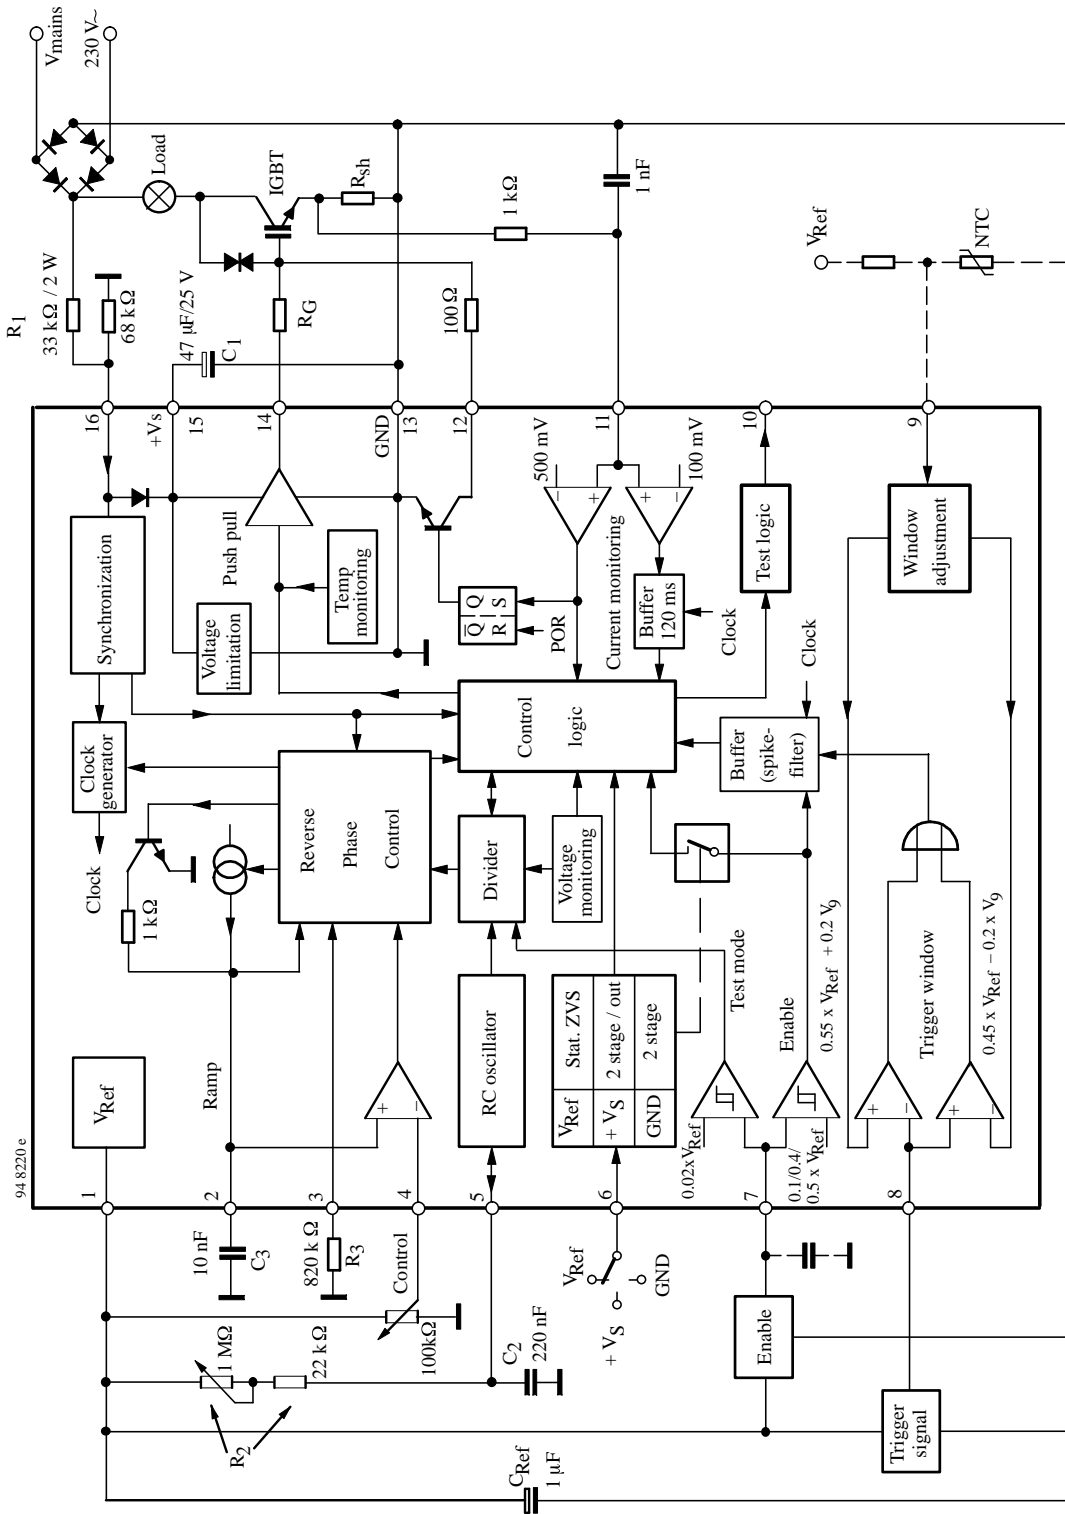 94 8220 e
R1
33 kΩ / 2 W
68 kΩ
Vmains
230 V~
Load
IGBT
Rsh
47 μF/25 V
C1
RG
100 Ω
1 kΩ
1 nF
VRef
NTC
16
+Vs
15
14
GND
13
12
11
10
9
Synchronization
Push pull
Voltage
limitation
Temp
monitoring
Q̅ Q
R S
POR
500 mV
100 mV
Current monitoring
Buffer
120 ms
Clock
Test logic
Window
adjustment
Clock
generator
Clock
1 kΩ
Reverse
Phase
Control
Control
logic
Divider
Voltage
monitoring
Buffer
(spike-
filter)
Clock
VRef
Ramp
+
−
RC oscillator
VRef Stat. ZVS
+ VS 2 stage / out
GND 2 stage
Test mode
Enable
0.02xVRef
0.1/0.4/
0.5 x VRef
0.55 x VRef + 0.2 V9
Trigger window
0.45 x VRef − 0.2 x V9
1
2
3
4
5
6
7
8
10 nF
C3
820 k Ω
R3
Control
100kΩ
1 MΩ
22 kΩ
R2
C2
220 nF
VRef
GND
+ VS
Enable
Trigger
signal
CRef
1 μF